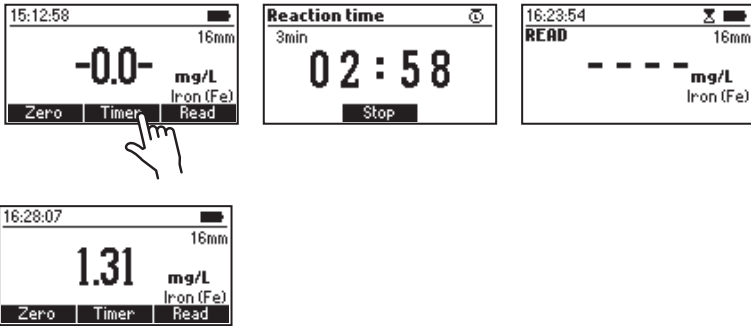 15:12:58
16mm
-0.0- mg/L
Iron (Fe)
Zero Timer Read
Reaction time
3min
02:58
Stop
16:23:54
READ 16mm
---- mg/L
Iron (Fe)
16:28:07
16mm
1.31 mg/L
Iron (Fe)
Zero Timer Read